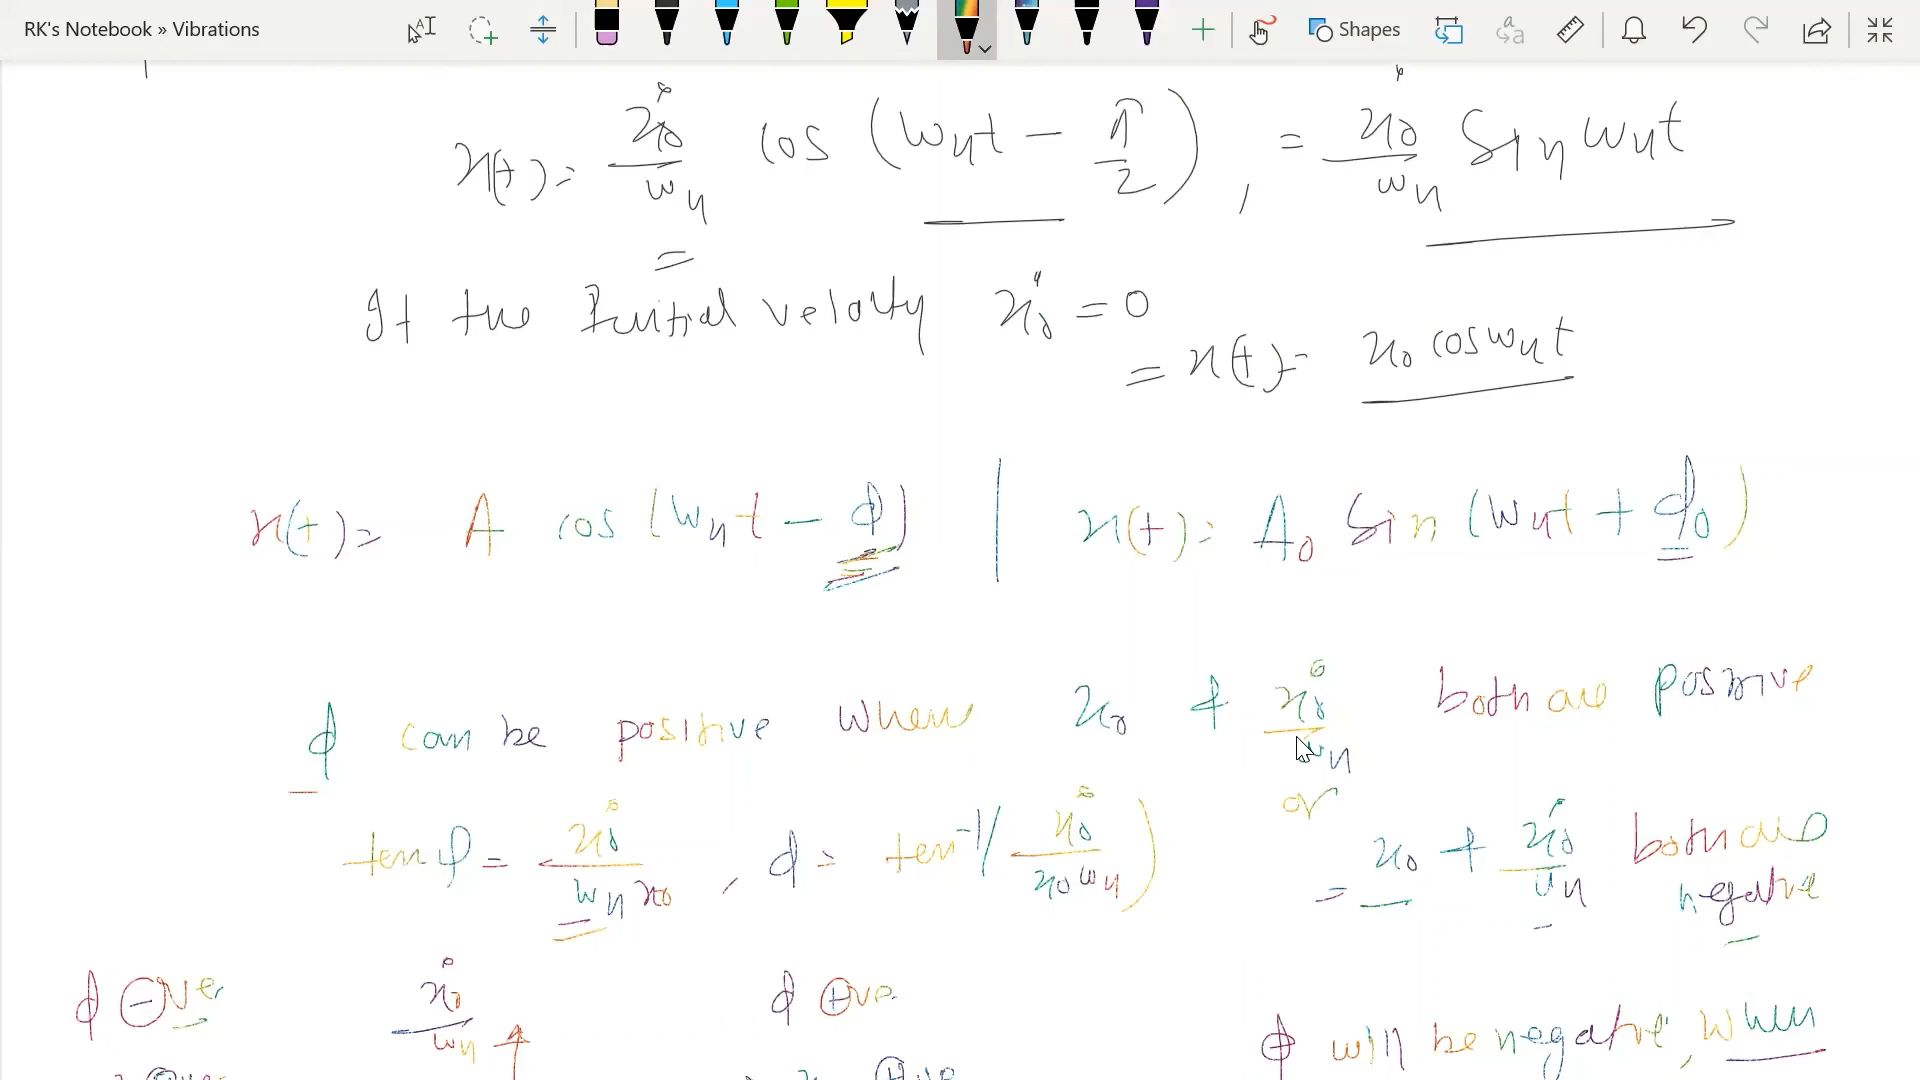 RK's Notebook » Vibrations
Shapes
x(t) = ẋ₀/ωₙ cos (ωₙt − π/2), = ẋ₀/ωₙ Sin ωₙt
=
If the Initial velocity ẋ₀ = 0
= x(t) = x₀ cos ωₙt
x(t) = A cos (ωₙt − ϕ) | x(t) = A₀ Sin (ωₙt + ϕ₀)
ϕ can be positive when x₀ & ẋ₀/ωₙ both are positive
or
tan ϕ = ẋ₀/ωₙx₀ , ϕ = tan⁻¹(ẋ₀/x₀ωₙ)
= x₀ & ẋ₀/ωₙ both are negative
ϕ ⊖ve ẋ₀/ωₙ ϕ ⊕ve
ϕ will be negative, when